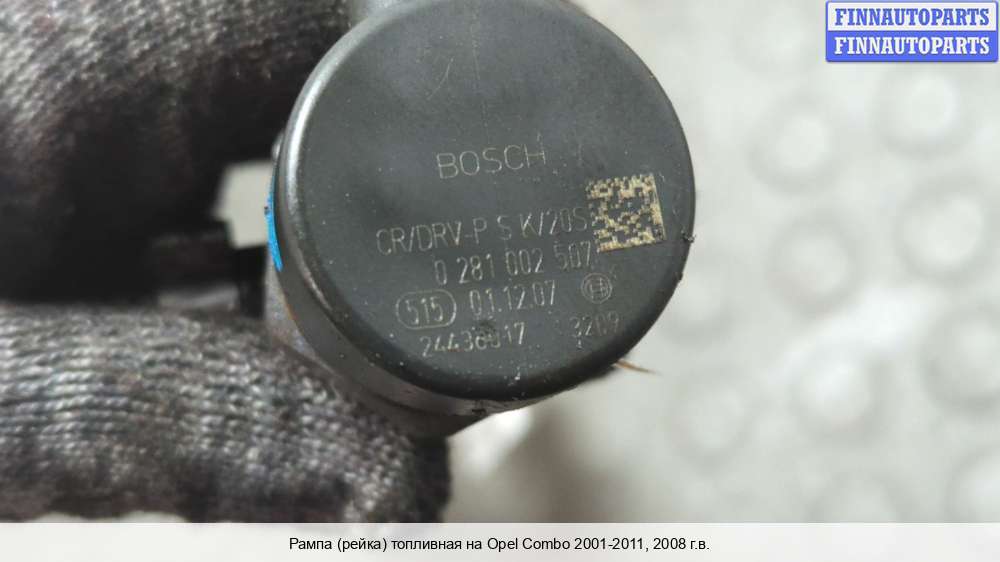 FINNAUTOPARTS
FINNAUTOPARTS
BOSCH
CR/DRV-P S K/20S
0 281 002 507
515 01.12.07
3209
Рампа (рейка) топливная на Opel Combo 2001-2011, 2008 г.в.